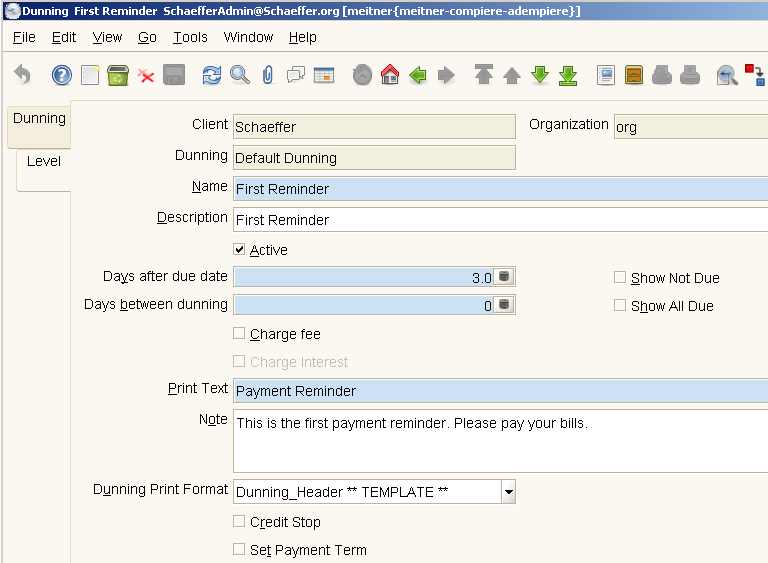 Dunning First Reminder SchaefferAdmin@Schaeffer.org [meitner{meitner-compiere-adempiere}]
File Edit View Go Tools Window Help
Dunning
Level
Client Schaeffer Organization org
Dunning Default Dunning
Name First Reminder
Description First Reminder
Active
Days after due date 3.0 Show Not Due
Days between dunning 0 Show All Due
Charge fee
Charge Interest
Print Text Payment Reminder
Note This is the first payment reminder. Please pay your bills.
Dunning Print Format Dunning_Header ** TEMPLATE **
Credit Stop
Set Payment Term